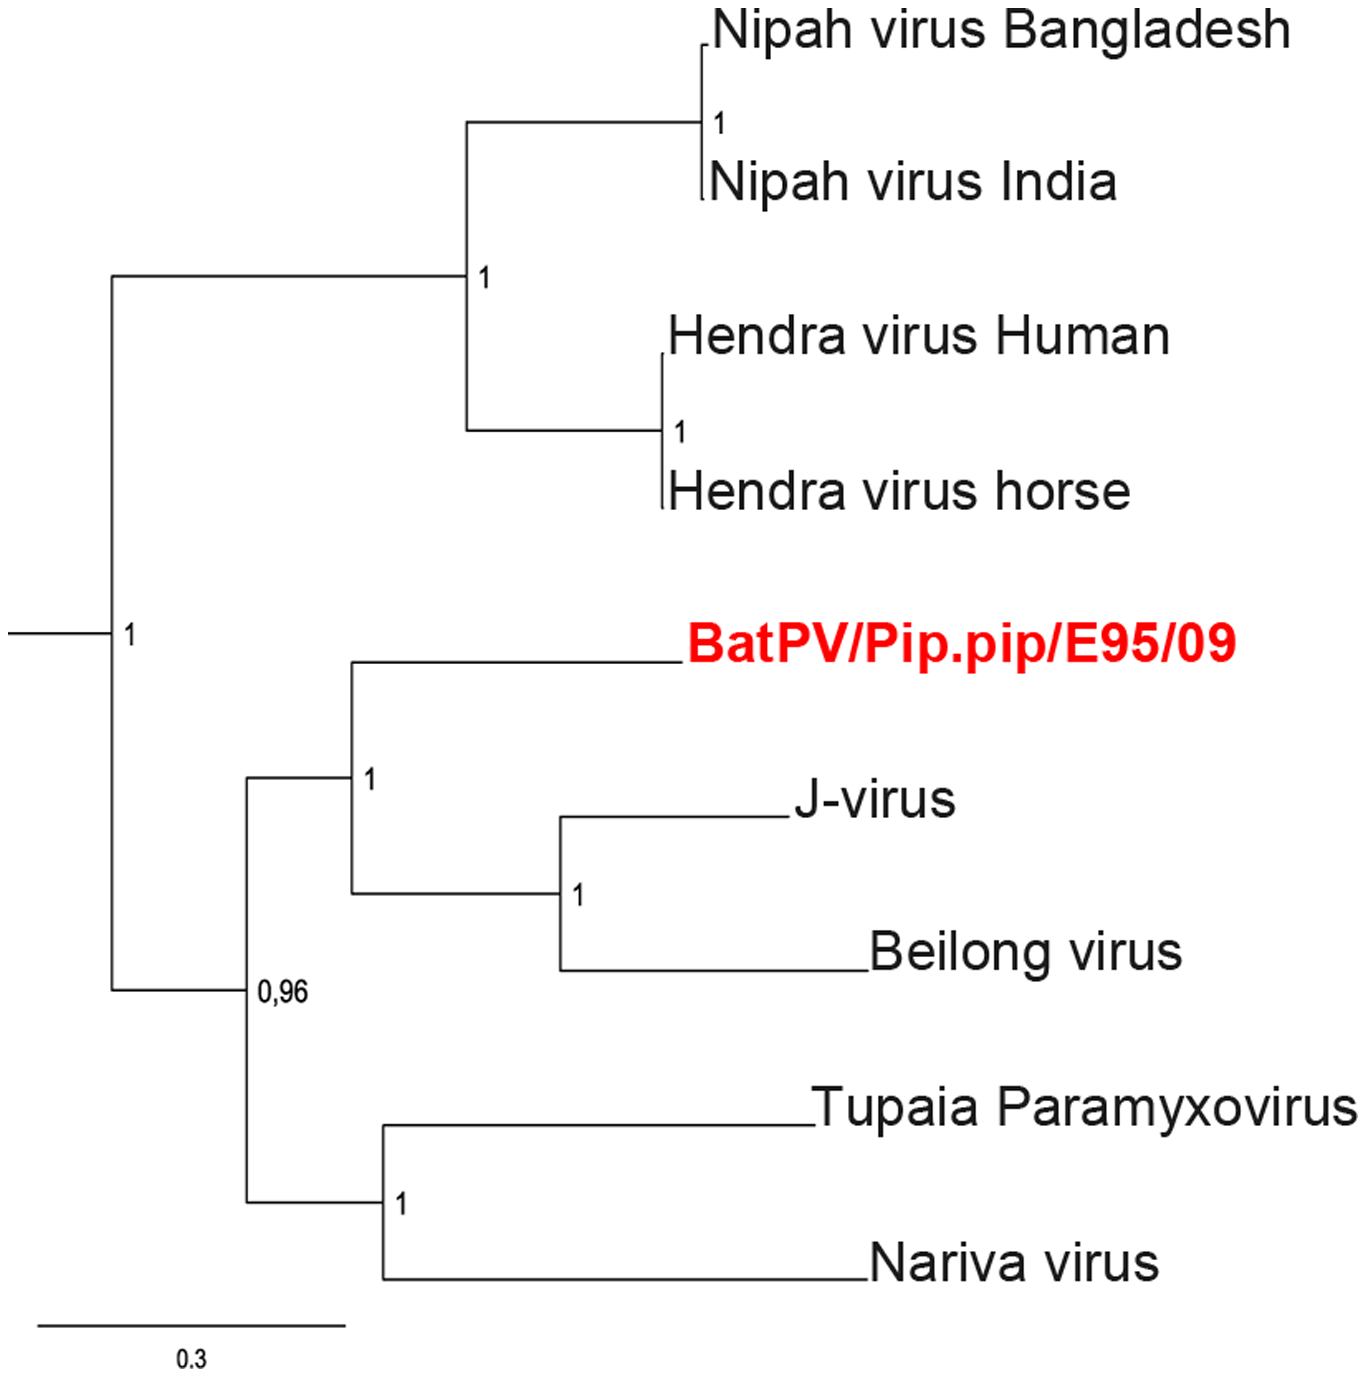 Nipah virus Bangladesh
1
Nipah virus India
1
Hendra virus Human
1
Hendra virus horse
1
BatPV/Pip.pip/E95/09
1
J-virus
1
Beilong virus
0,96
Tupaia Paramyxovirus
1
Nariva virus
0.3